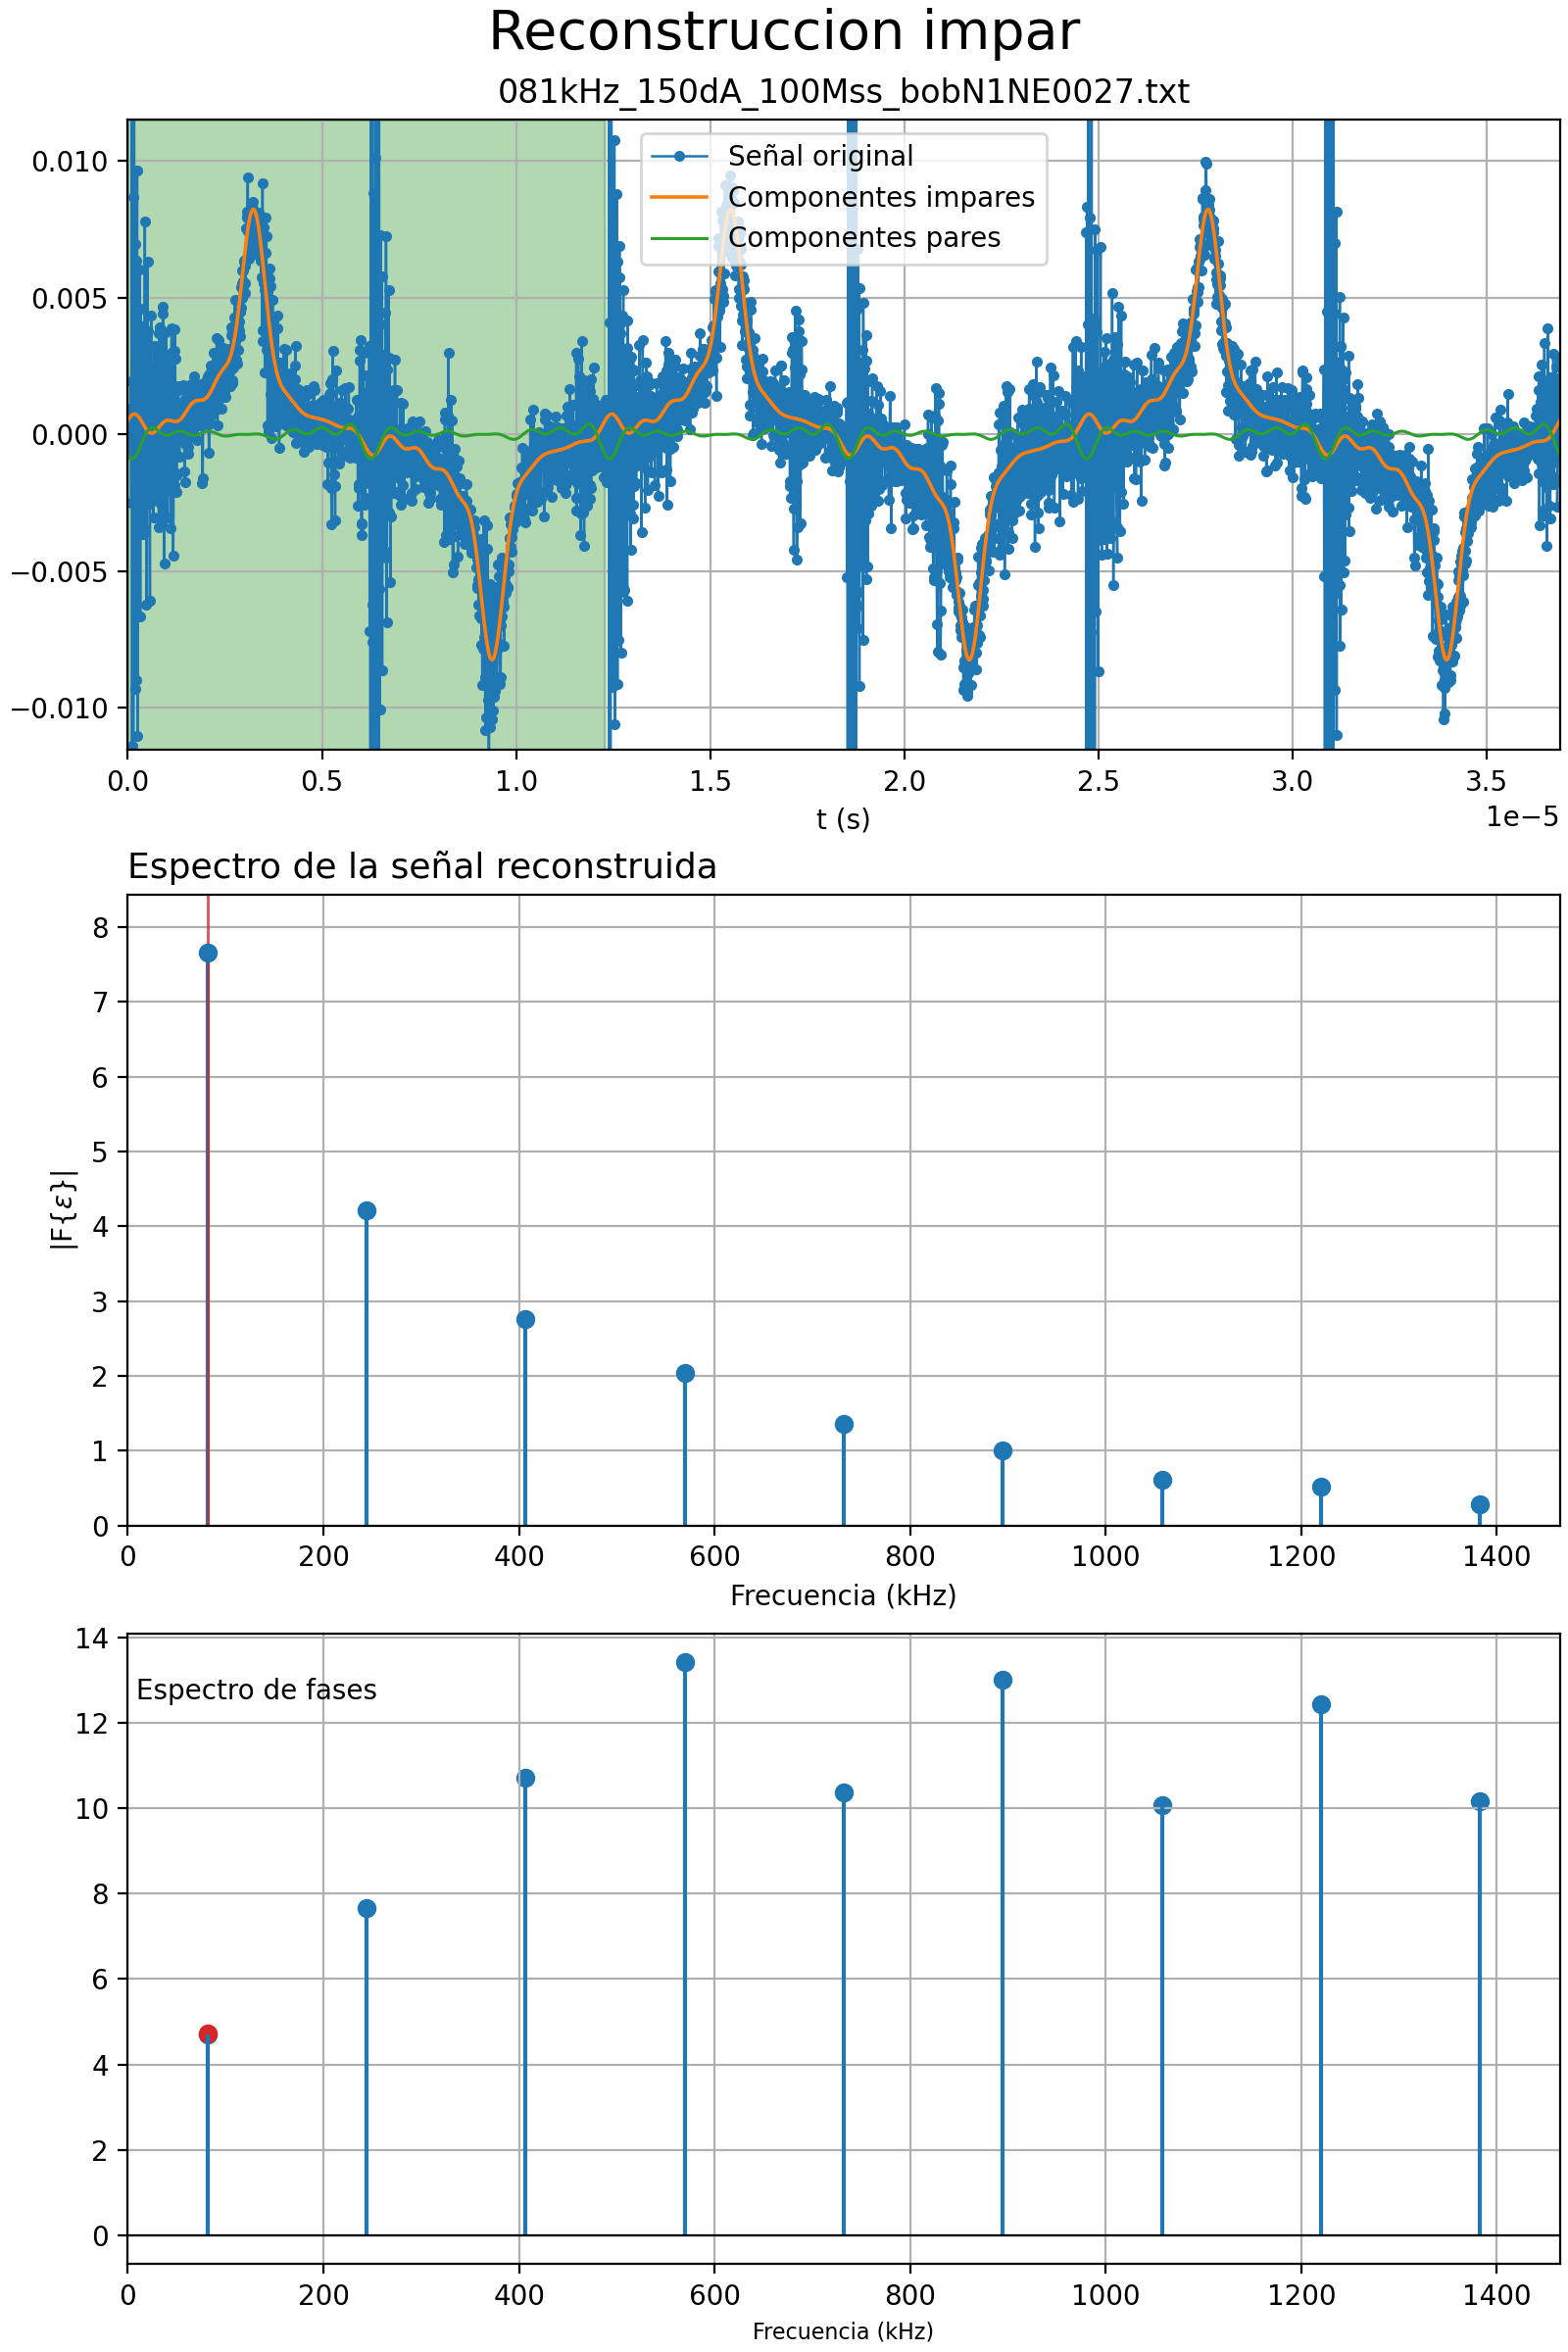 Reconstruccion impar
081kHz_150dA_100Mss_bobN1NE0027.txt
Señal original
Componentes impares
Componentes pares
0.010
0.005
0.000
−0.005
−0.010
0.0 0.5 1.0 1.5 2.0 2.5 3.0 3.5
t (s)
1e−5
Espectro de la señal reconstruida
8
7
6
5
4
3
2
1
0
|F{ε}|
0 200 400 600 800 1000 1200 1400
Frecuencia (kHz)
Espectro de fases
14
12
10
8
6
4
2
0
0 200 400 600 800 1000 1200 1400
Frecuencia (kHz)